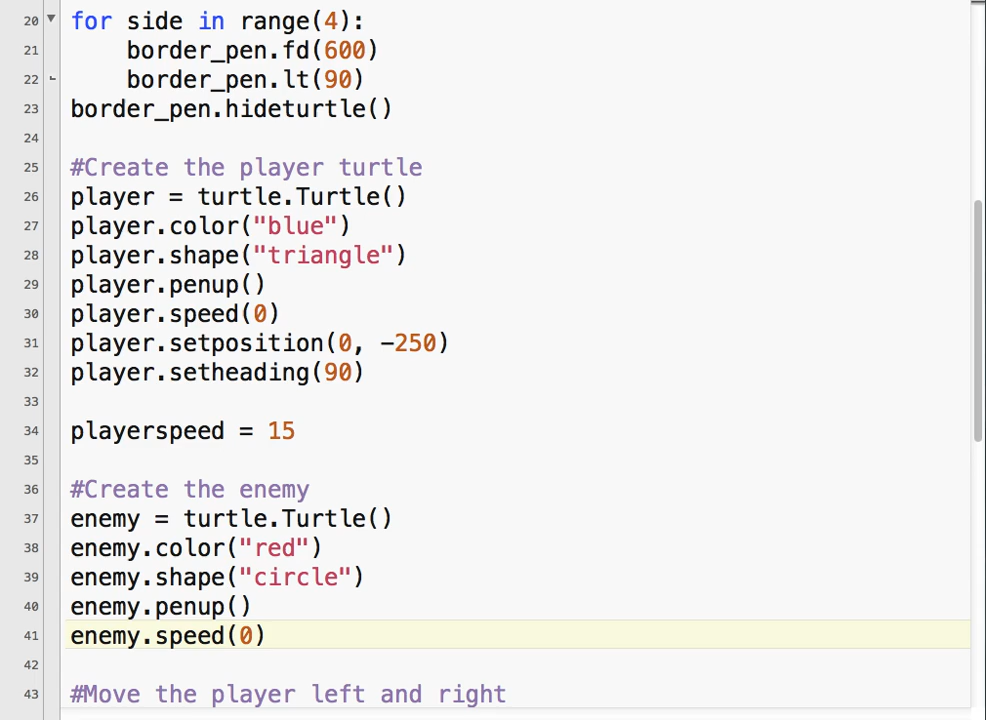 20 for side in range(4):
21     border_pen.fd(600)
22     border_pen.lt(90)
23 border_pen.hideturtle()
24
25 #Create the player turtle
26 player = turtle.Turtle()
27 player.color("blue")
28 player.shape("triangle")
29 player.penup()
30 player.speed(0)
31 player.setposition(0, -250)
32 player.setheading(90)
33
34 playerspeed = 15
35
36 #Create the enemy
37 enemy = turtle.Turtle()
38 enemy.color("red")
39 enemy.shape("circle")
40 enemy.penup()
41 enemy.speed(0)
42
43 #Move the player left and right